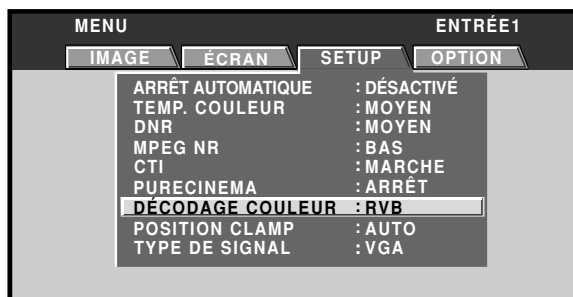 MENU ENTRÉE1
IMAGE ÉCRAN SETUP OPTION
ARRÊT AUTOMATIQUE : DÉSACTIVÉ
TEMP. COULEUR : MOYEN
DNR : MOYEN
MPEG NR : BAS
CTI : MARCHE
PURECINEMA : ARRÊT
DÉCODAGE COULEUR : RVB
POSITION CLAMP : AUTO
TYPE DE SIGNAL : VGA